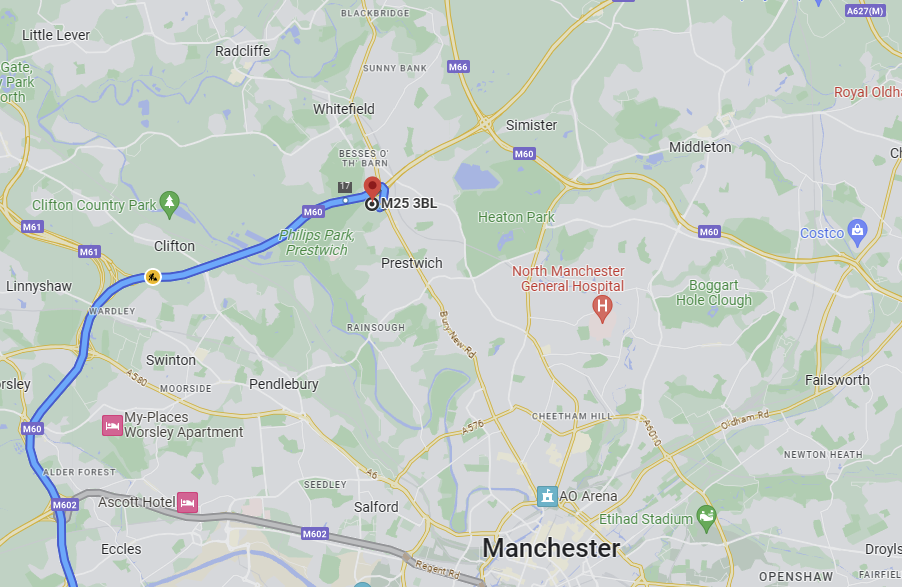 BLACKBRIDGE
A627(M)
Little Lever
Radcliffe
SUNNY BANK
M66
Gate,
Park
orth
Royal Oldha
Whitefield
Simister
Middleton
M60
BESSES O'
TH' BARN
17
M25 3BL
Clifton Country Park
M60
Heaton Park
M61
M60
Costco
Philips Park,
Prestwich
Clifton
M61
Prestwich
North Manchester
General Hospital
H
Linnyshaw
Boggart
Hole Clough
WARDLEY
RAINSOUGH
Bury New Rd
Swinton
A580
MOORSIDE
Pendlebury
Failsworth
orsley
My-Places
Worsley Apartment
M60
CHEETHAM HILL
A576
A6010
Oldham Rd
NEWTON HEATH
ALDER FOREST
A6
SEEDLEY
M602
Ascott Hotel
Salford
AO Arena
Etihad Stadium
M602
Eccles
Manchester
Droyls
Regent Rd
OPENSHAW
FAIRFIEL